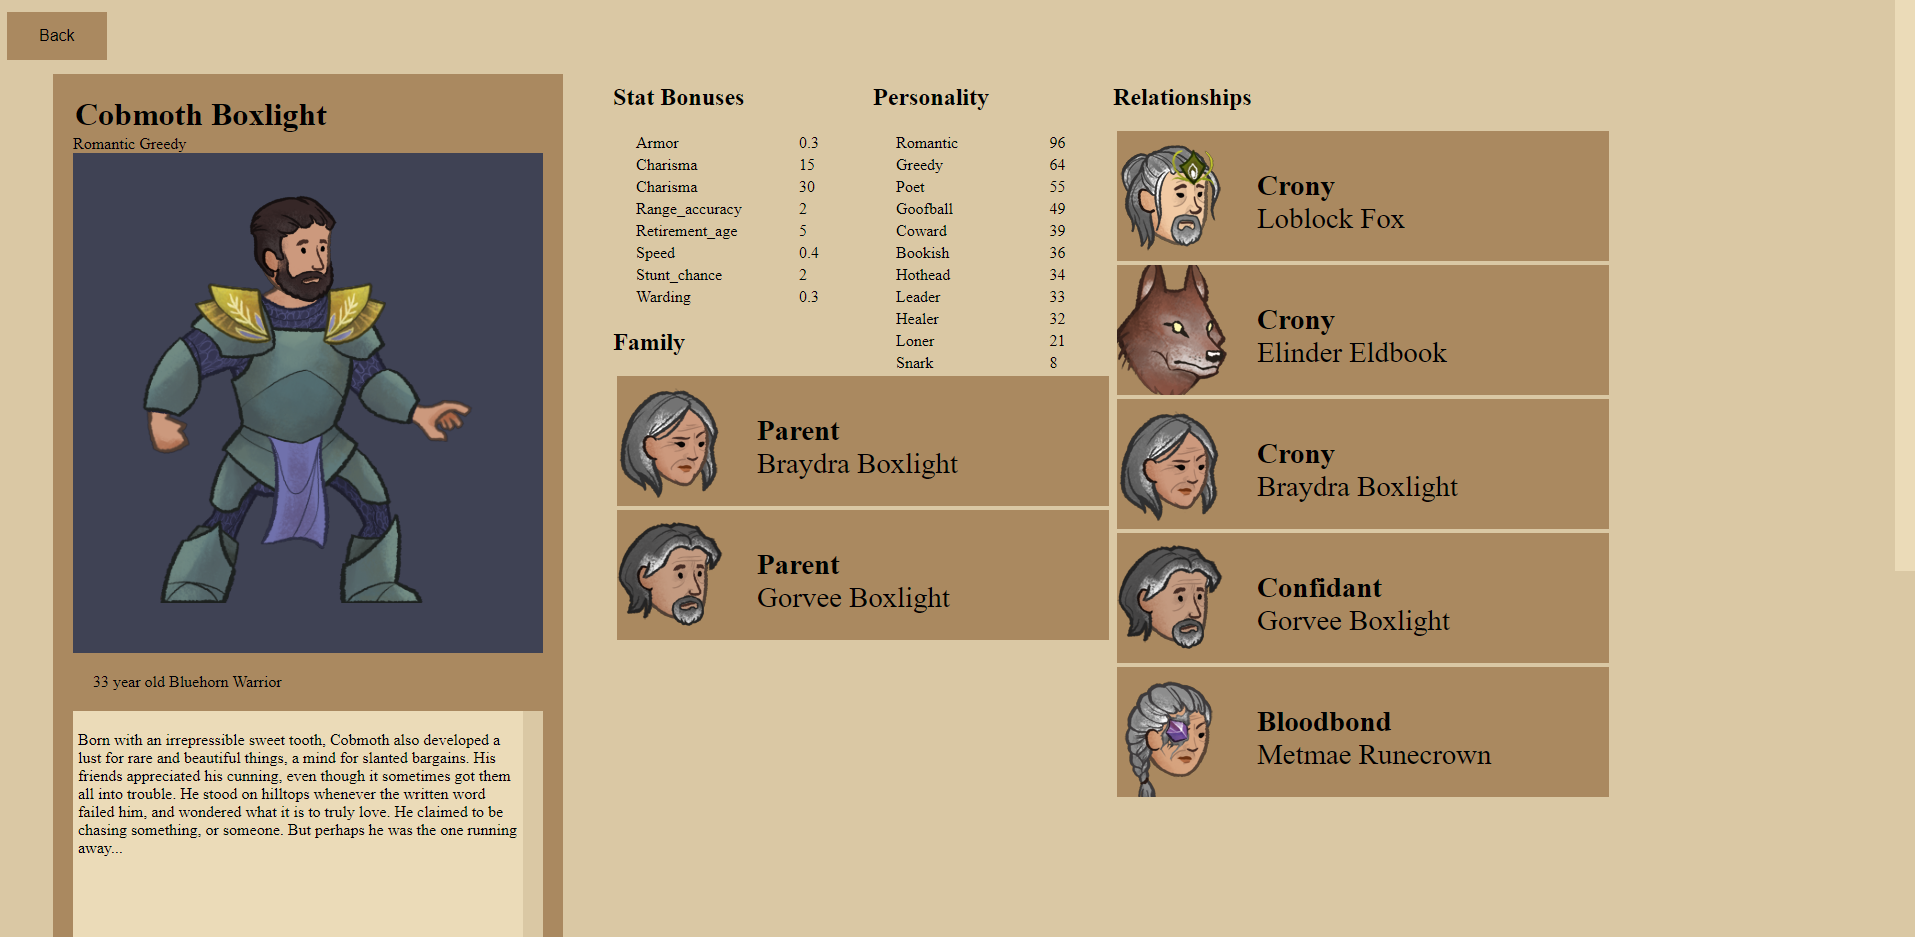 Back
Cobmoth Boxlight
Romantic Greedy
33 year old Bluehorn Warrior
Born with an irrepressible sweet tooth, Cobmoth also developed a
lust for rare and beautiful things, a mind for slanted bargains. His
friends appreciated his cunning, even though it sometimes got them
all into trouble. He stood on hilltops whenever the written word
failed him, and wondered what it is to truly love. He claimed to be
chasing something, or someone. But perhaps he was the one running
away...
Stat Bonuses
Armor 0.3
Charisma 15
Charisma 30
Range_accuracy 2
Retirement_age 5
Speed 0.4
Stunt_chance 2
Warding 0.3
Personality
Romantic 96
Greedy 64
Poet 55
Goofball 49
Coward 39
Bookish 36
Hothead 34
Leader 33
Healer 32
Loner 21
Snark 8
Family
Parent
Braydra Boxlight
Parent
Gorvee Boxlight
Relationships
Crony
Loblock Fox
Crony
Elinder Eldbook
Crony
Braydra Boxlight
Confidant
Gorvee Boxlight
Bloodbond
Metmae Runecrown